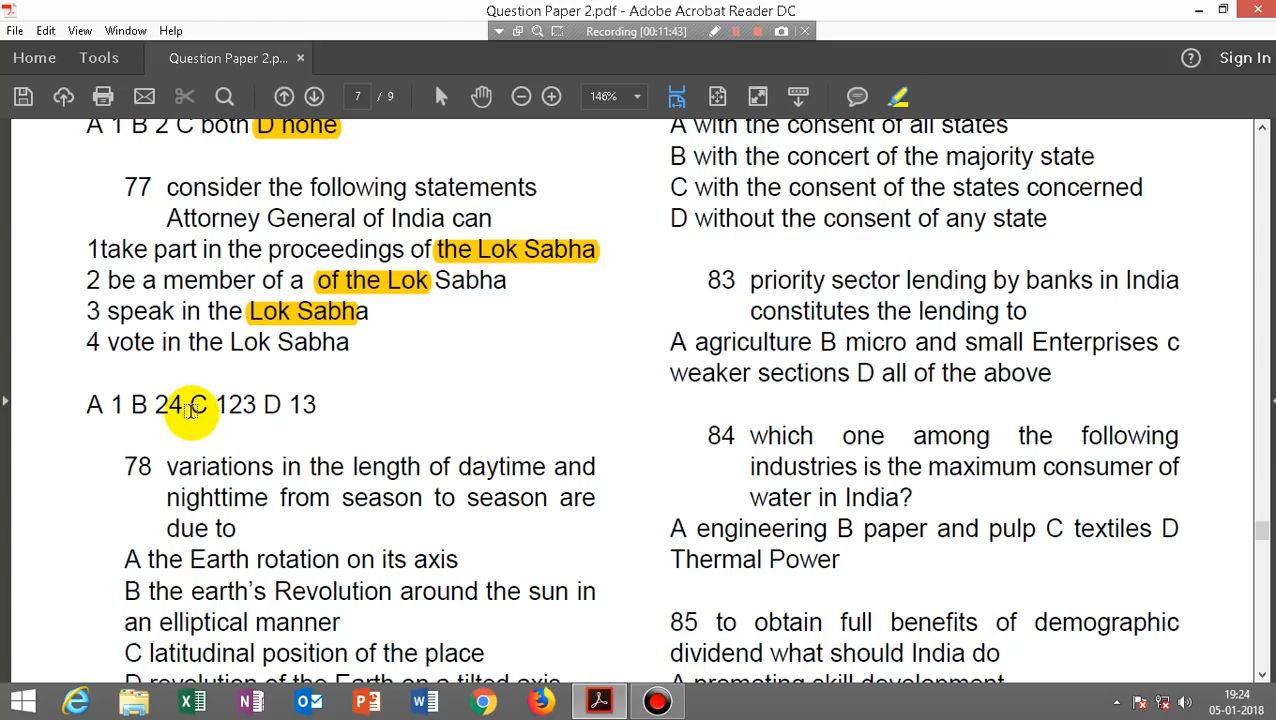 Question Paper 2.pdf - Adobe Acrobat Reader DC
File Edit View Window Help
Recording [00:11:43]
Home Tools Question Paper 2.p... × Sign In
7 / 9 146%
A 1 B 2 C both D none
77 consider the following statements
Attorney General of India can
1take part in the proceedings of the Lok Sabha
2 be a member of a of the Lok Sabha
3 speak in the Lok Sabha
4 vote in the Lok Sabha
A 1 B 24 C 123 D 13
78 variations in the length of daytime and
nighttime from season to season are
due to
A the Earth rotation on its axis
B the earth's Revolution around the sun in
an elliptical manner
C latitudinal position of the place
D revolution of the Earth on a tilted axis
A with the consent of all states
B with the concert of the majority state
C with the consent of the states concerned
D without the consent of any state
83 priority sector lending by banks in India
constitutes the lending to
A agriculture B micro and small Enterprises c
weaker sections D all of the above
84 which one among the following
industries is the maximum consumer of
water in India?
A engineering B paper and pulp C textiles D
Thermal Power
85 to obtain full benefits of demographic
dividend what should India do
A promoting skill development
19:24
05-01-2018